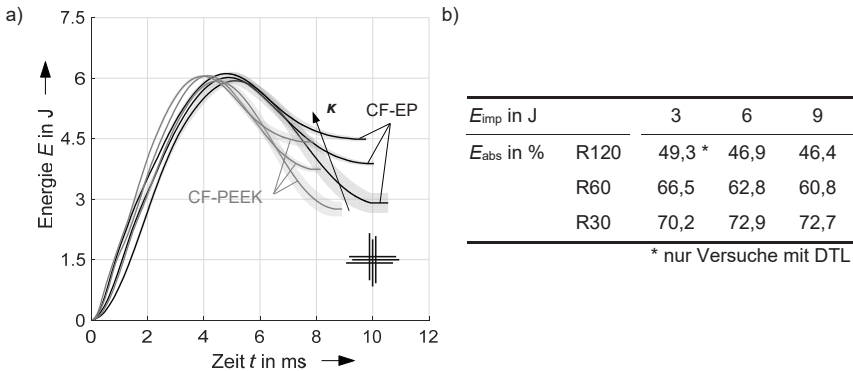 a)
Energie E in J
7.5
6
4.5
3
1.5
0
0 2 4 6 8 10 12
Zeit t in ms
κ
CF-EP
CF-PEEK
b)
Eimp in J 3 6 9
Eabs in % R120 49,3 * 46,9 46,4
R60 66,5 62,8 60,8
R30 70,2 72,9 72,7
* nur Versuche mit DTL